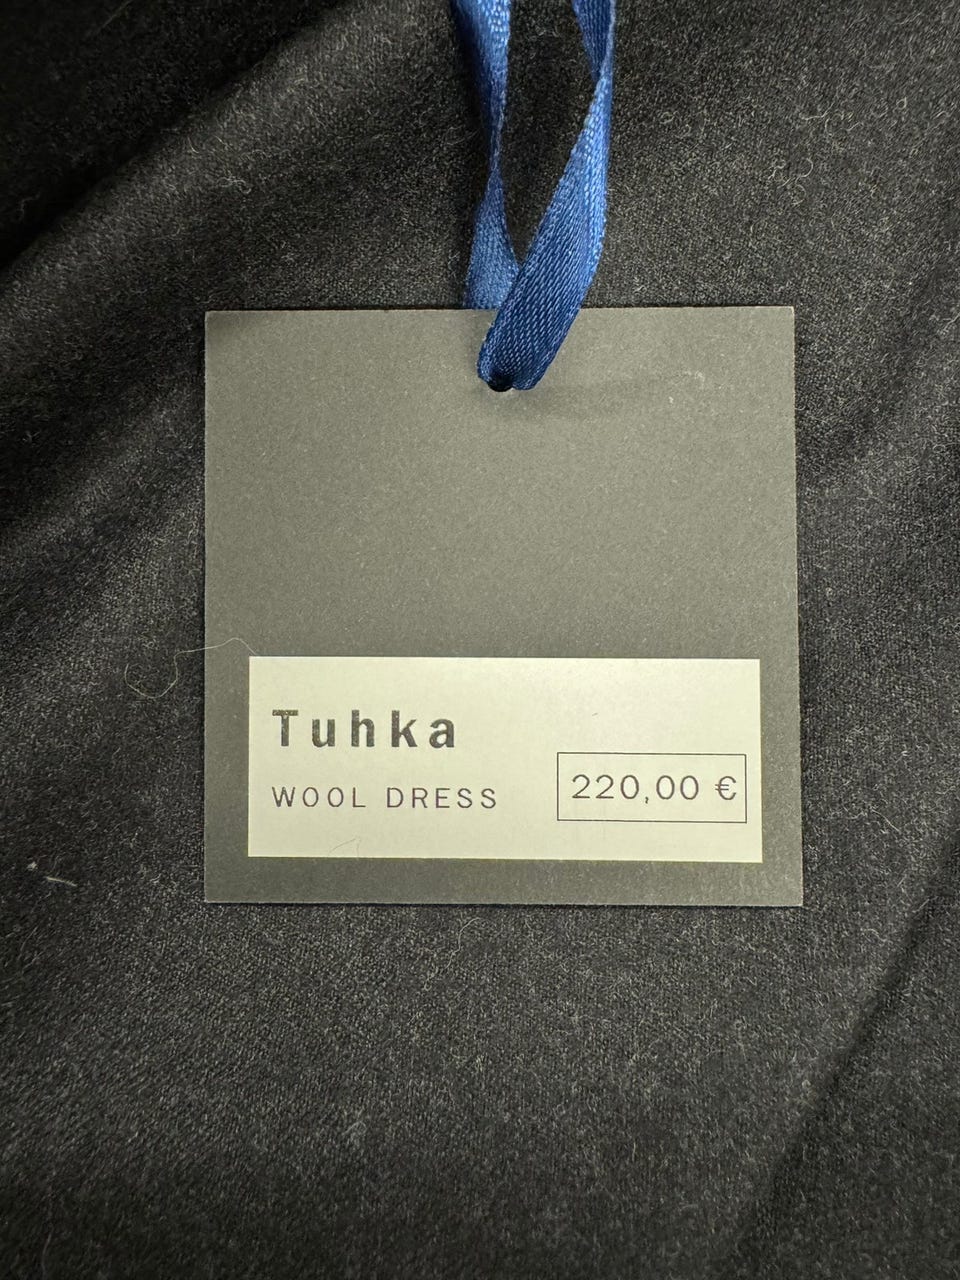 Tuhka
WOOL DRESS
220,00 €